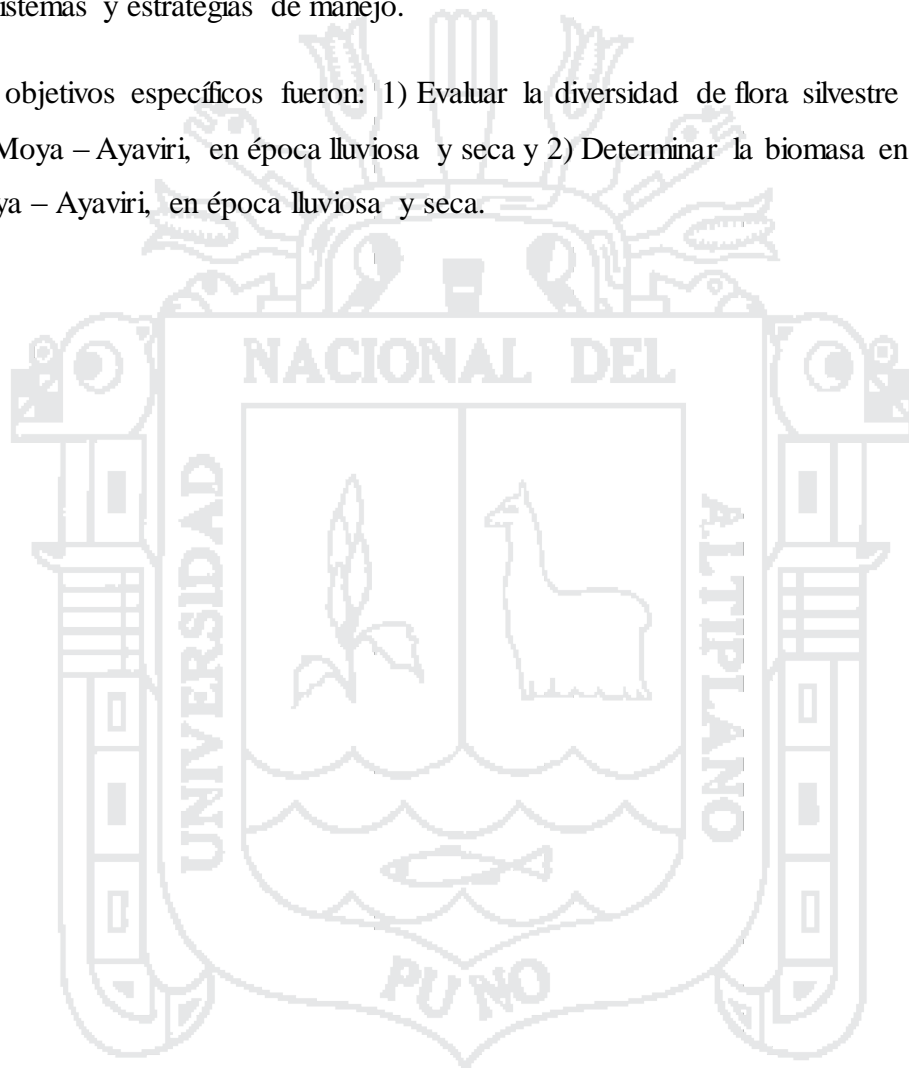 sistemas y estrategias de manejo.
objetivos específicos fueron: 1) Evaluar la diversidad de flora silvestre
Moya – Ayaviri, en época lluviosa y seca y 2) Determinar la biomasa en
ya – Ayaviri, en época lluviosa y seca.
NACIONAL DEL
UNIVERSIDAD
ALTIPLANO
PUNO